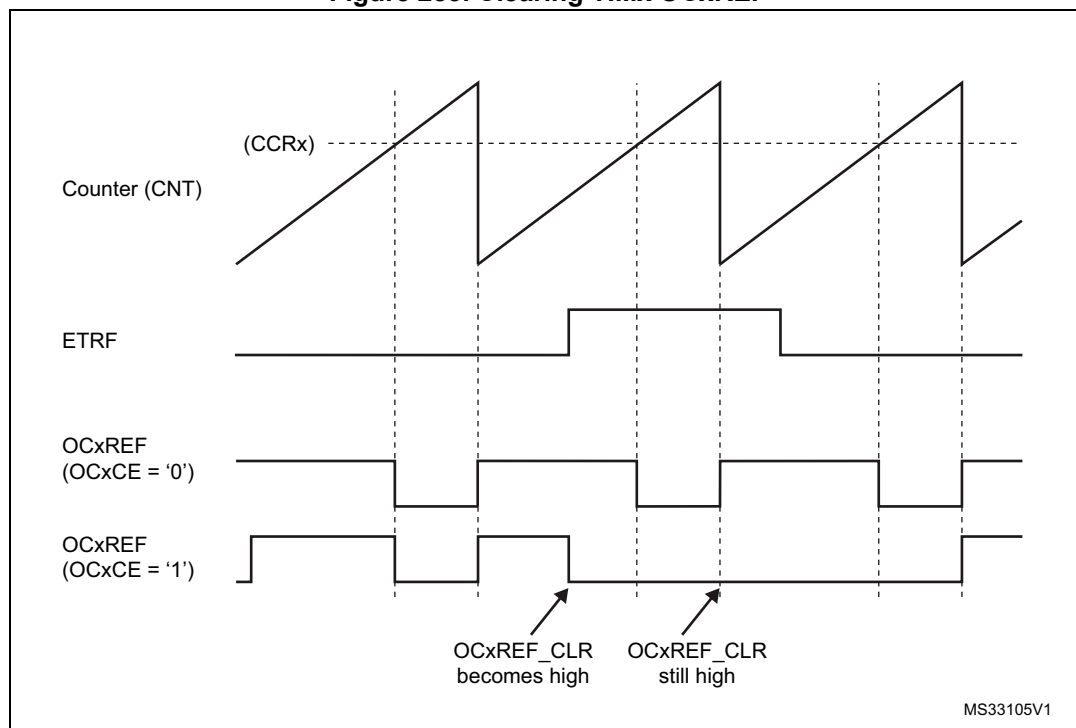 Figure Clearing TIMx OCxREF
(CCRx)
Counter (CNT)
ETRF
OCxREF
(OCxCE = ‘0’)
OCxREF
(OCxCE = ‘1’)
OCxREF_CLR
becomes high
OCxREF_CLR
still high
MS33105V1